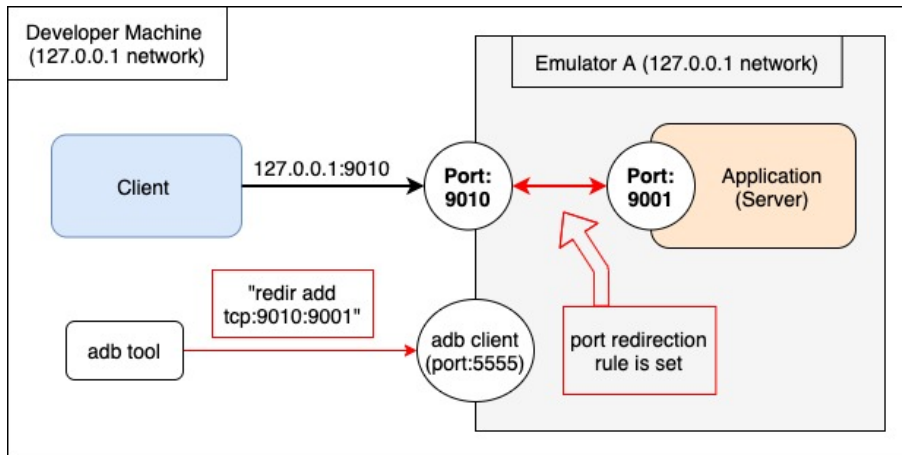 Developer Machine
(127.0.0.1 network)
Emulator A (127.0.0.1 network)
Client
127.0.0.1:9010
Port:
9010
Port:
9001
Application
(Server)
"redir add
tcp:9010:9001"
adb tool
adb client
(port:5555)
port redirection
rule is set